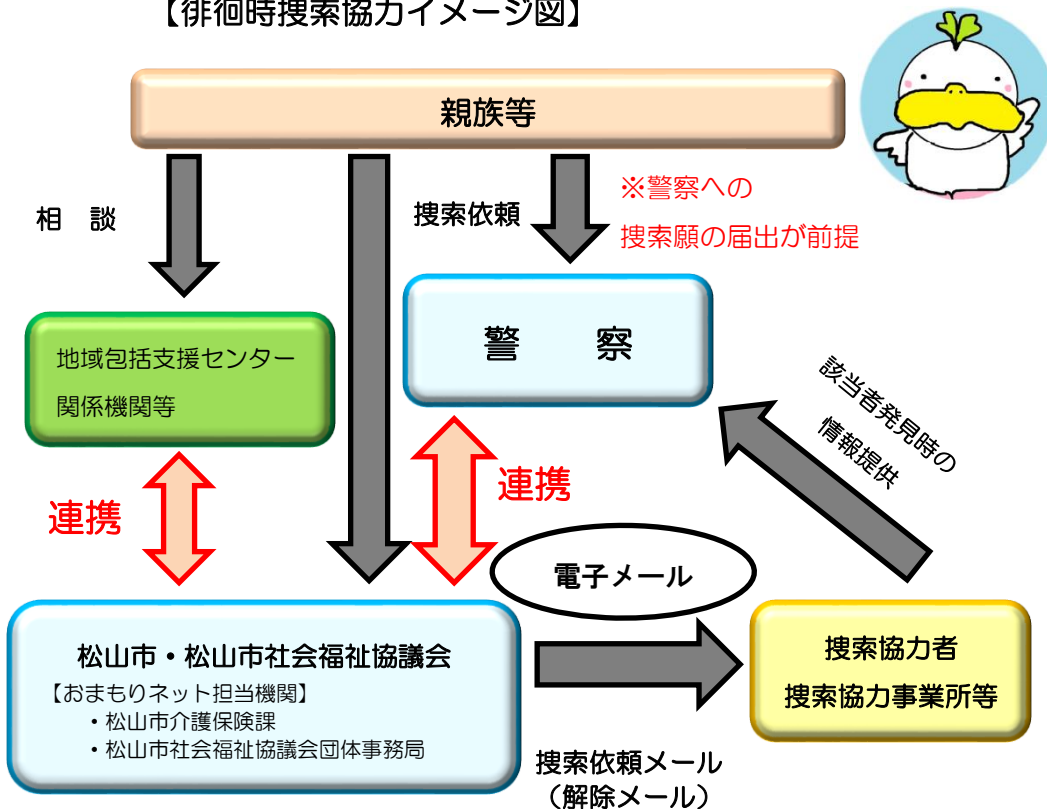 【徘徊時捜索協力イメージ図】
親族等
相　談
捜索依頼
※警察への
捜索願の届出が前提
地域包括支援センター
関係機関等
警　察
該当者発見時の
情報提供
連携
連携
電子メール
松山市・松山市社会福祉協議会
【おまもりネット担当機関】
・松山市介護保険課
・松山市社会福祉協議会団体事務局
捜索協力者
捜索協力事業所等
捜索依頼メール
（解除メール）